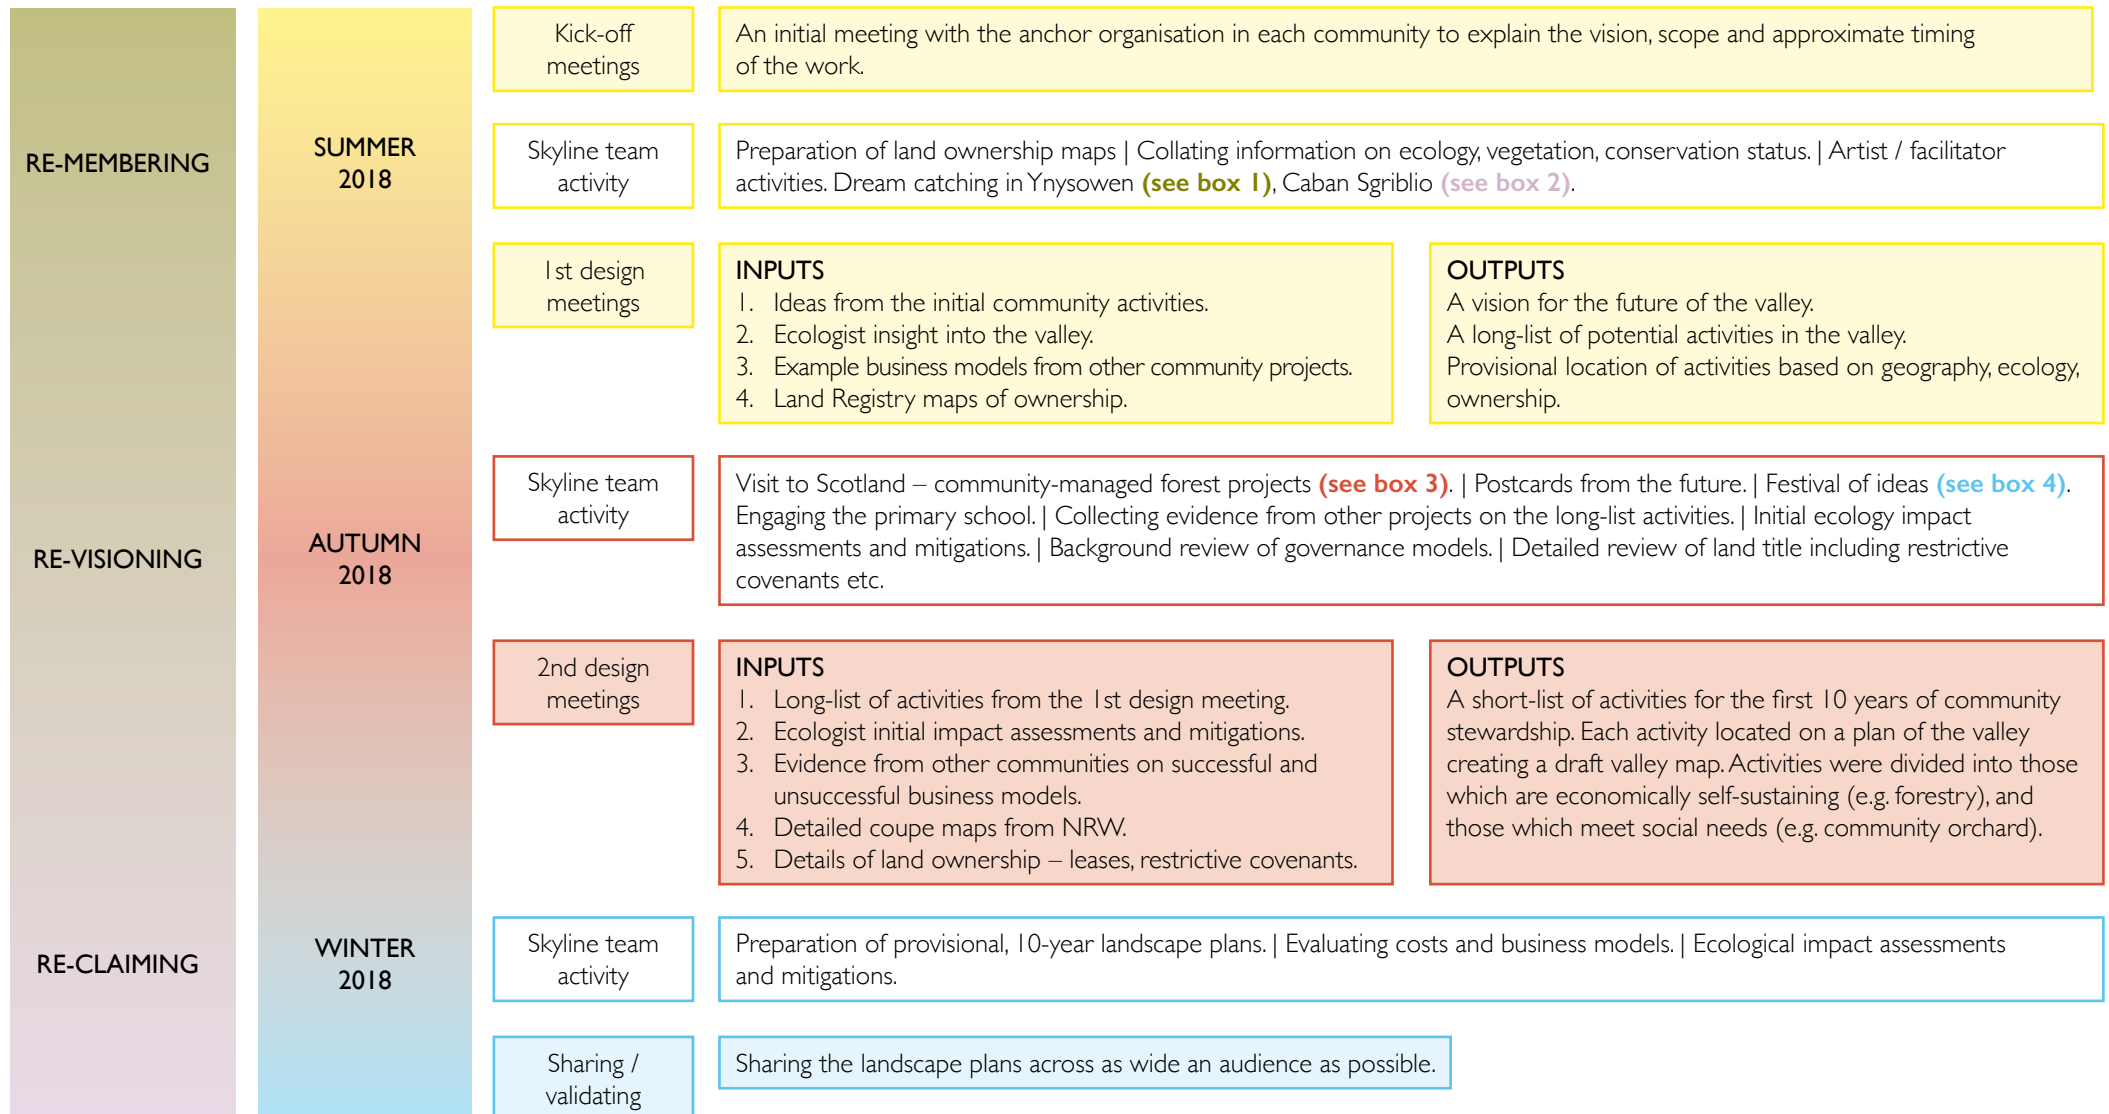 Kick-off
meetings
An initial meeting with the anchor organisation in each community to explain the vision, scope and approximate timing
of the work.
RE-MEMBERING
SUMMER
2018
Skyline team
activity
Preparation of land ownership maps | Collating information on ecology, vegetation, conservation status. | Artist / facilitator
activities. Dream catching in Ynysowen (see box 1), Caban Sgriblio (see box 2).
1st design
meetings
INPUTS
1. Ideas from the initial community activities.
2. Ecologist insight into the valley.
3. Example business models from other community projects.
4. Land Registry maps of ownership.
OUTPUTS
A vision for the future of the valley.
A long-list of potential activities in the valley.
Provisional location of activities based on geography, ecology,
ownership.
RE-VISIONING
AUTUMN
2018
Skyline team
activity
Visit to Scotland – community-managed forest projects (see box 3). | Postcards from the future. | Festival of ideas (see box 4).
Engaging the primary school. | Collecting evidence from other projects on the long-list activities. | Initial ecology impact
assessments and mitigations. | Background review of governance models. | Detailed review of land title including restrictive
covenants etc.
2nd design
meetings
INPUTS
1. Long-list of activities from the 1st design meeting.
2. Ecologist initial impact assessments and mitigations.
3. Evidence from other communities on successful and
unsuccessful business models.
4. Detailed coupe maps from NRW.
5. Details of land ownership – leases, restrictive covenants.
OUTPUTS
A short-list of activities for the first 10 years of community
stewardship. Each activity located on a plan of the valley
creating a draft valley map. Activities were divided into those
which are economically self-sustaining (e.g. forestry), and
those which meet social needs (e.g. community orchard).
RE-CLAIMING
WINTER
2018
Skyline team
activity
Preparation of provisional, 10-year landscape plans. | Evaluating costs and business models. | Ecological impact assessments
and mitigations.
Sharing /
validating
Sharing the landscape plans across as wide an audience as possible.